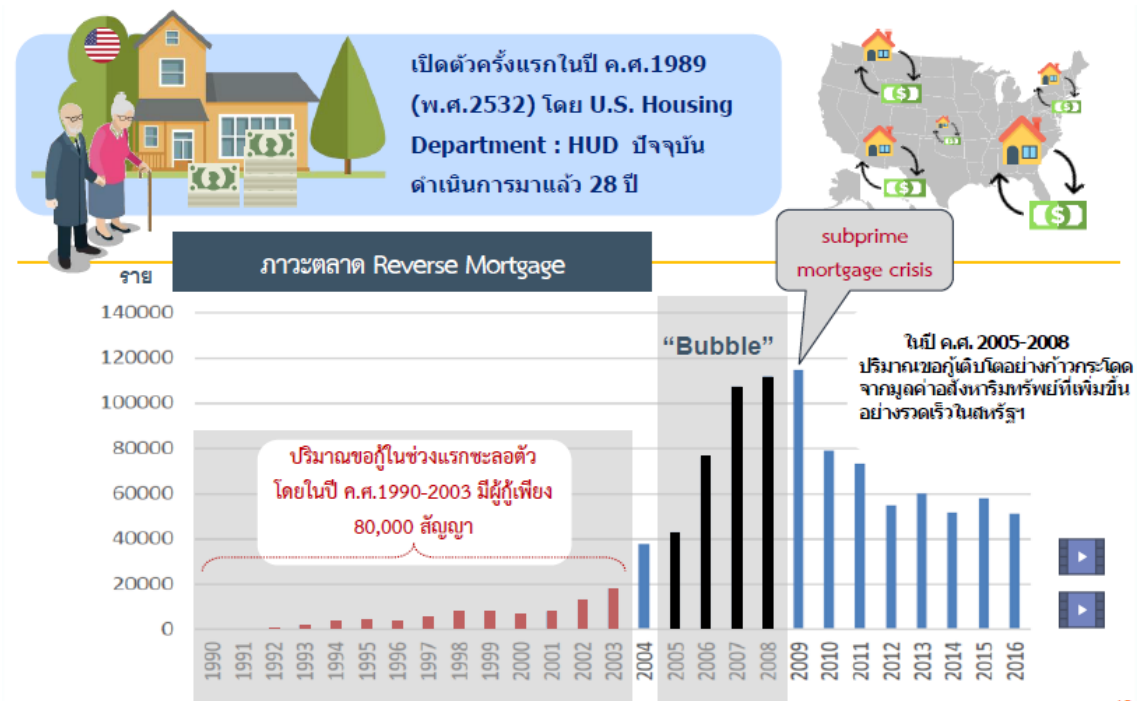 เปิดตัวครั้งแรกในปี ค.ศ.1989
(พ.ศ.2532) โดย U.S. Housing
Department : HUD ปัจจุบัน
ดำเนินการมาแล้ว 28 ปี
subprime
mortgage crisis
ราย
ภาวะตลาด Reverse Mortgage
140000
120000
100000
80000
60000
40000
20000
0
"Bubble"
ในปี ค.ศ. 2005-2008
ปริมาณขอกู้เติบโตอย่างก้าวกระโดด
จากมูลค่าอสังหาริมทรัพย์ที่เพิ่มขึ้น
อย่างรวดเร็วในสหรัฐฯ
ปริมาณขอกู้ในช่วงแรกชะลอตัว
โดยในปี ค.ศ.1990-2003 มีผู้กู้เพียง
80,000 สัญญา
1990 1991 1992 1993 1994 1995 1996 1997 1998 1999 2000 2001 2002 2003 2004 2005 2006 2007 2008 2009 2010 2011 2012 2013 2014 2015 2016